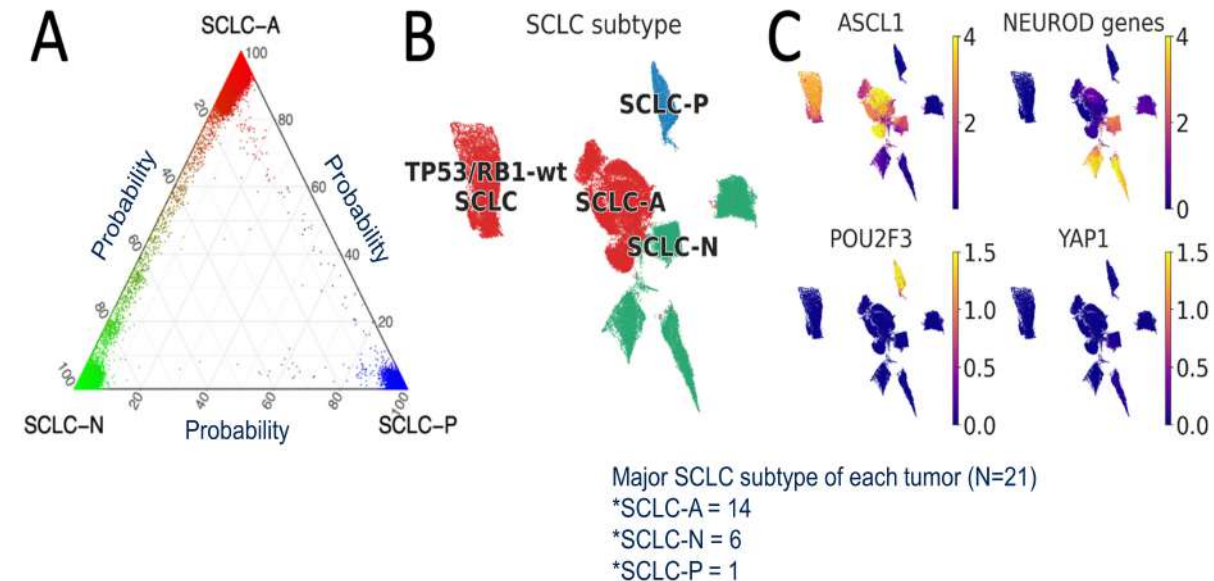 A
SCLC–A
100
80
60
40
20
20
60
80
100
Probability
Probability
20
40
60
80
100
SCLC–N
Probability
SCLC–P
B
SCLC subtype
SCLC-P
TP53/RB1-wt
SCLC
SCLC-A
SCLC-N
C
ASCL1
4
2
NEUROD genes
4
2
0
POU2F3
1.5
1.0
0.5
0.0
YAP1
1.5
1.0
0.5
0.0
Major SCLC subtype of each tumor (N=21)
*SCLC-A = 14
*SCLC-N = 6
*SCLC-P = 1